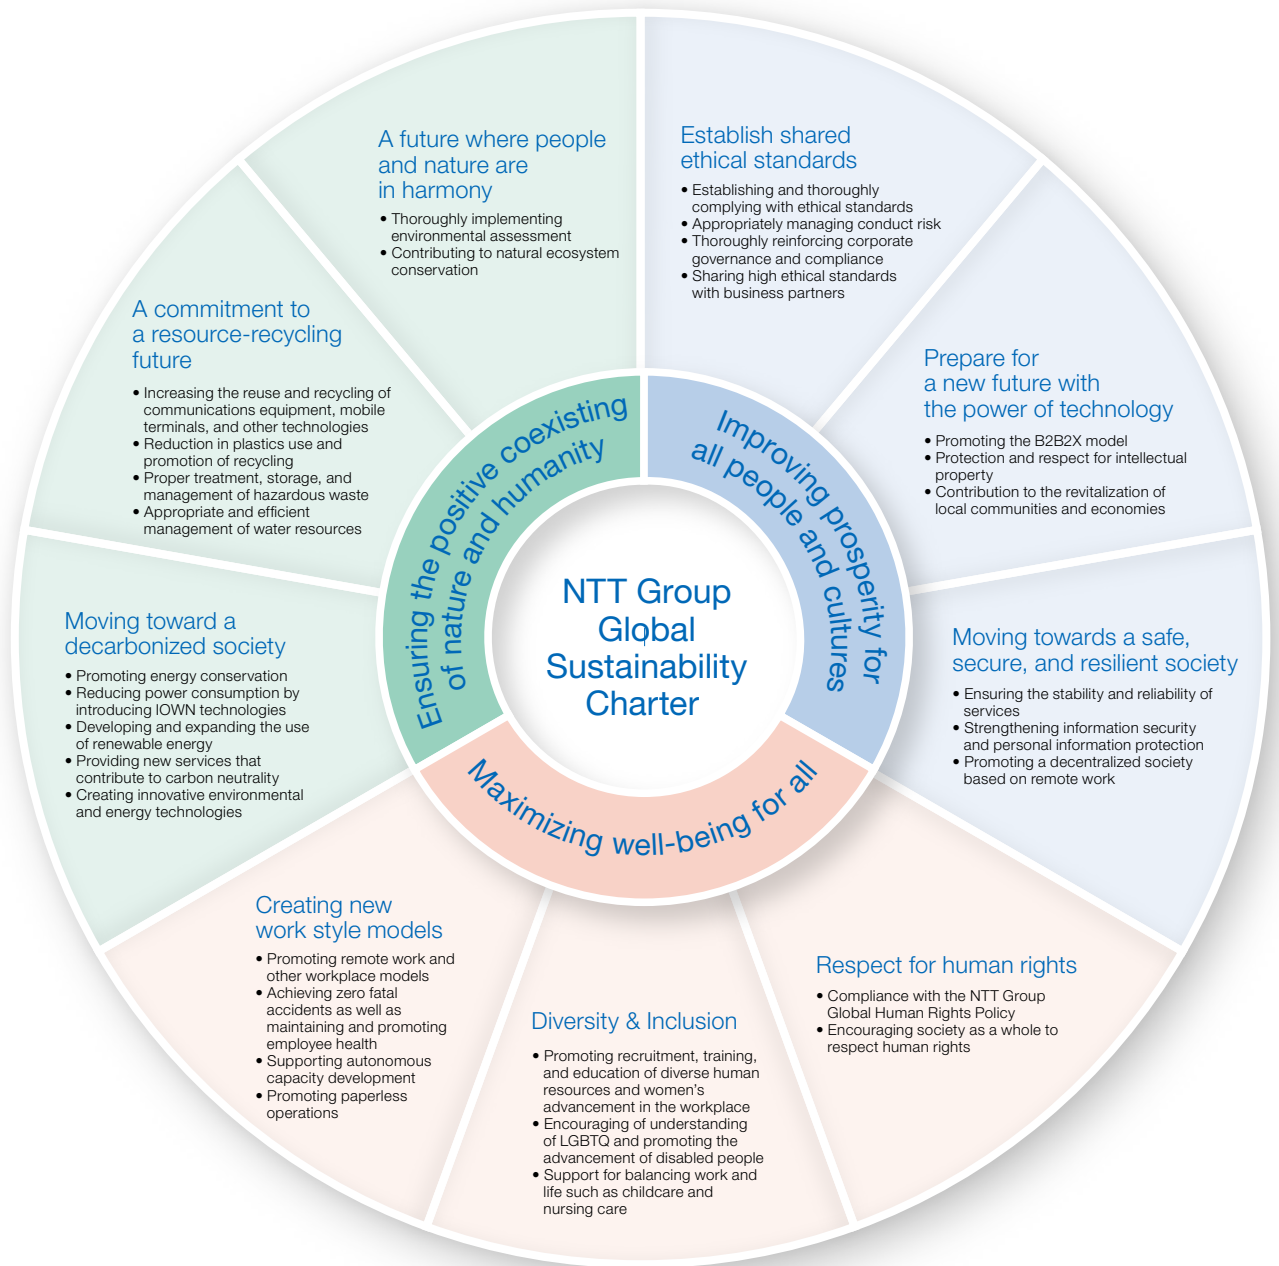 NTT Group
Global
Sustainability
Charter
Ensuring the positive coexisting
of nature and humanity
Improving prosperity for
all people and cultures
Maximizing well-being for all
A future where people
and nature are
in harmony
• Thoroughly implementing
environmental assessment
• Contributing to natural ecosystem
conservation
Establish shared
ethical standards
• Establishing and thoroughly
complying with ethical standards
• Appropriately managing conduct risk
• Thoroughly reinforcing corporate
governance and compliance
• Sharing high ethical standards
with business partners
Prepare for
a new future with
the power of technology
• Promoting the B2B2X model
• Protection and respect for intellectual
property
• Contribution to the revitalization of
local communities and economies
Moving towards a safe,
secure, and resilient society
• Ensuring the stability and reliability of
services
• Strengthening information security
and personal information protection
• Promoting a decentralized society
based on remote work
Respect for human rights
• Compliance with the NTT Group
Global Human Rights Policy
• Encouraging society as a whole to
respect human rights
Diversity & Inclusion
• Promoting recruitment, training,
and education of diverse human
resources and women's
advancement in the workplace
• Encouraging of understanding
of LGBTQ and promoting the
advancement of disabled people
• Support for balancing work and
life such as childcare and
nursing care
Creating new
work style models
• Promoting remote work and
other workplace models
• Achieving zero fatal
accidents as well as
maintaining and promoting
employee health
• Supporting autonomous
capacity development
• Promoting paperless
operations
Moving toward a
decarbonized society
• Promoting energy conservation
• Reducing power consumption by
introducing IOWN technologies
• Developing and expanding the use
of renewable energy
• Providing new services that
contribute to carbon neutrality
• Creating innovative environmental
and energy technologies
A commitment to
a resource-recycling
future
• Increasing the reuse and recycling of
communications equipment, mobile
terminals, and other technologies
• Reduction in plastics use and
promotion of recycling
• Proper treatment, storage, and
management of hazardous waste
• Appropriate and efficient
management of water resources